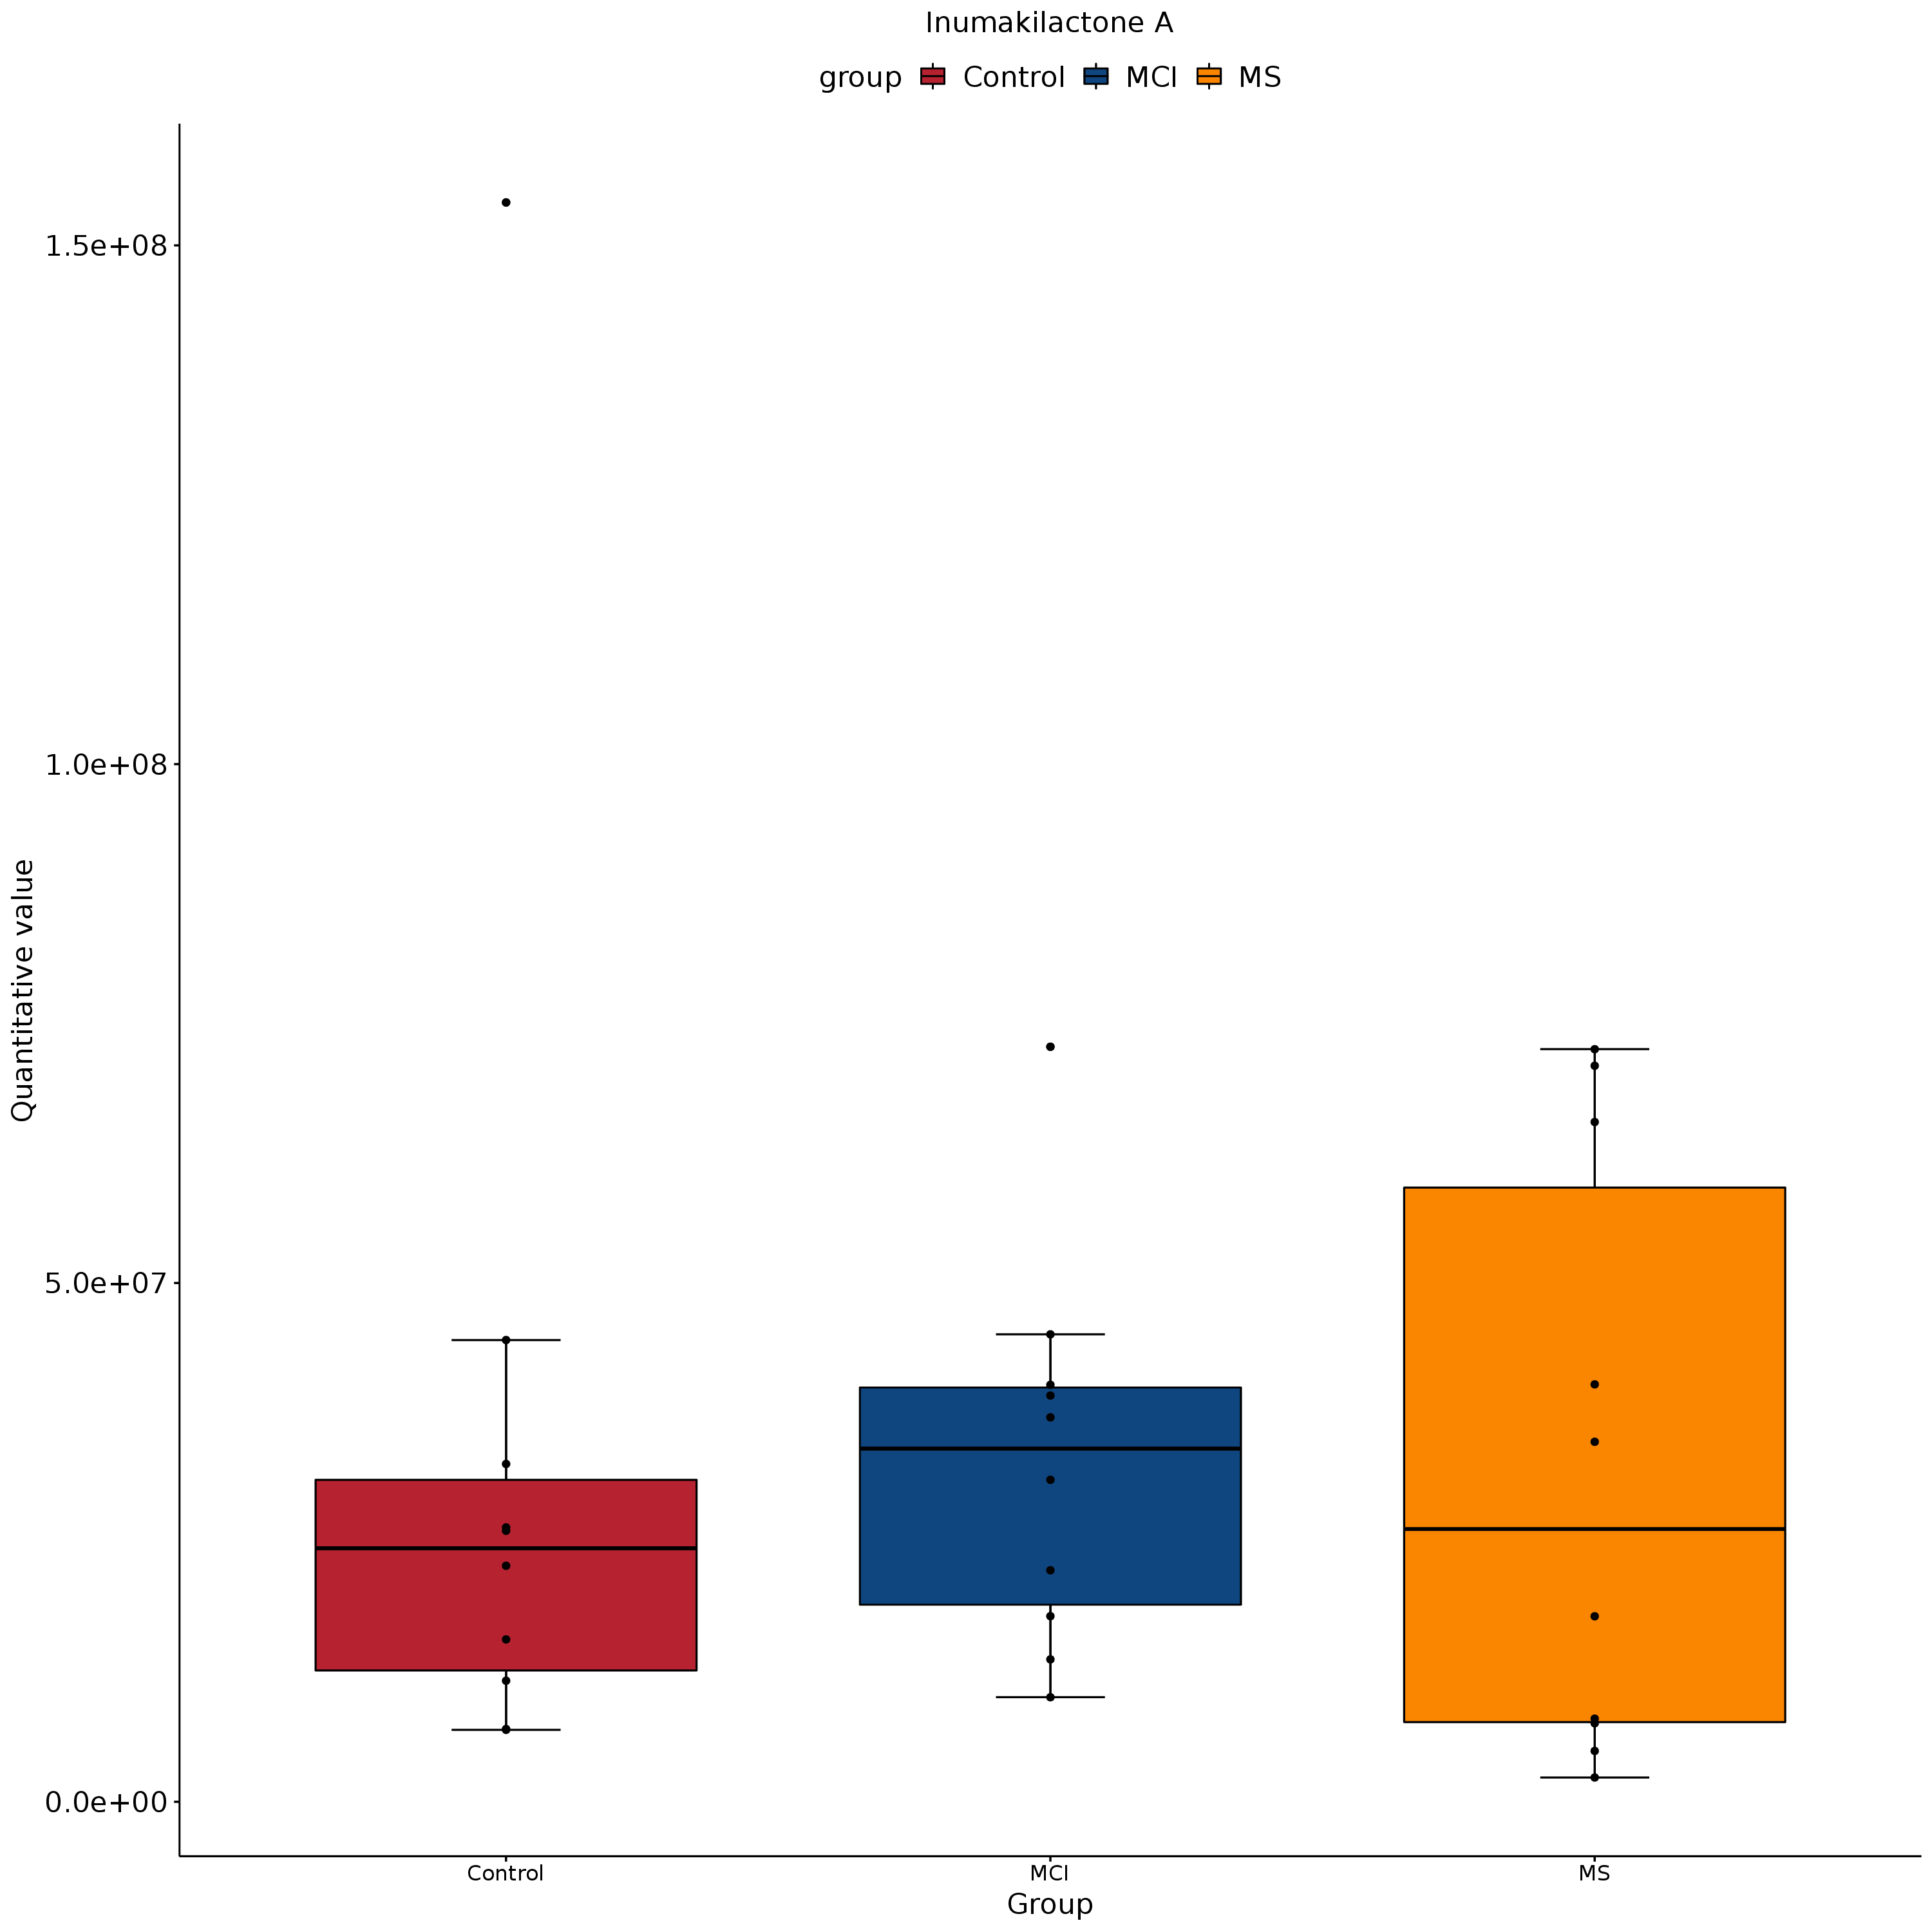 Inumakilactone A
group Control MCI MS
1.5e+08
1.0e+08
5.0e+07
0.0e+00
Quantitative value
Control MCI MS
Group